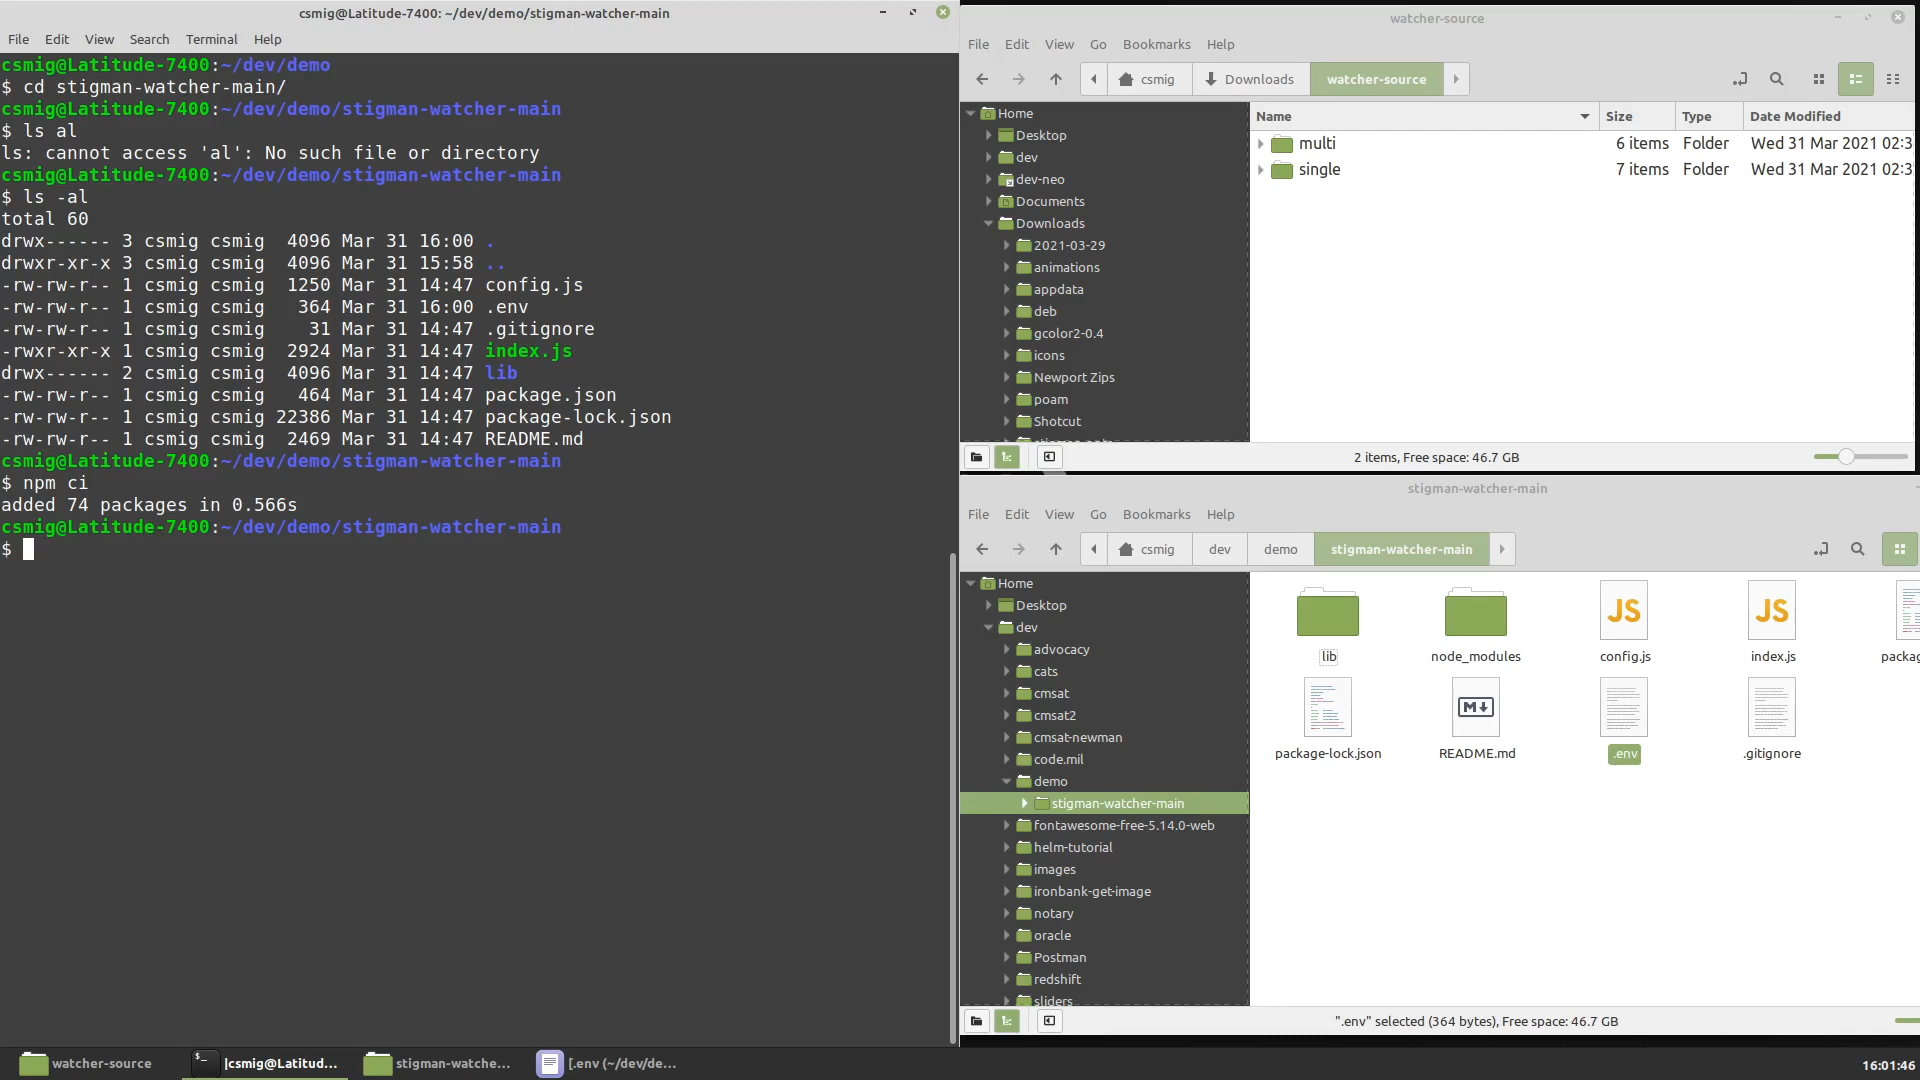 csmig@Latitude-7400: ~/dev/demo/stigman-watcher-main
File Edit View Search Terminal Help
csmig@Latitude-7400:~/dev/demo
$ cd stigman-watcher-main/
csmig@Latitude-7400:~/dev/demo/stigman-watcher-main
$ ls al
ls: cannot access 'al': No such file or directory
csmig@Latitude-7400:~/dev/demo/stigman-watcher-main
$ ls -al
total 60
drwx------ 3 csmig csmig 4096 Mar 31 16:00 .
drwxr-xr-x 3 csmig csmig 4096 Mar 31 15:58 ..
-rw-rw-r-- 1 csmig csmig 1250 Mar 31 14:47 config.js
-rw-rw-r-- 1 csmig csmig 364 Mar 31 16:00 .env
-rw-rw-r-- 1 csmig csmig 31 Mar 31 14:47 .gitignore
-rwxr-xr-x 1 csmig csmig 2924 Mar 31 14:47 index.js
drwx------ 2 csmig csmig 4096 Mar 31 14:47 lib
-rw-rw-r-- 1 csmig csmig 464 Mar 31 14:47 package.json
-rw-rw-r-- 1 csmig csmig 22386 Mar 31 14:47 package-lock.json
-rw-rw-r-- 1 csmig csmig 2469 Mar 31 14:47 README.md
csmig@Latitude-7400:~/dev/demo/stigman-watcher-main
$ npm ci
added 74 packages in 0.566s
csmig@Latitude-7400:~/dev/demo/stigman-watcher-main
$
watcher-source
File Edit View Go Bookmarks Help
csmig Downloads watcher-source
Home
Desktop
dev
dev-neo
Documents
Downloads
2021-03-29
animations
appdata
deb
gcolor2-0.4
icons
Newport Zips
poam
Shotcut
Name Size Type Date Modified
multi 6 items Folder Wed 31 Mar 2021 02:3
single 7 items Folder Wed 31 Mar 2021 02:3
2 items, Free space: 46.7 GB
stigman-watcher-main
File Edit View Go Bookmarks Help
csmig dev demo stigman-watcher-main
Home
Desktop
dev
advocacy
cats
cmsat
cmsat2
cmsat-newman
code.mil
demo
stigman-watcher-main
fontawesome-free-5.14.0-web
helm-tutorial
images
ironbank-get-image
notary
oracle
Postman
redshift
sliders
JS JS
lib node_modules config.js index.js packag
M
package-lock.json README.md .env .gitignore
".env" selected (364 bytes), Free space: 46.7 GB
watcher-source
$_ |csmig@Latitud...
stigman-watche...
[.env (~/dev/de...
16:01:46